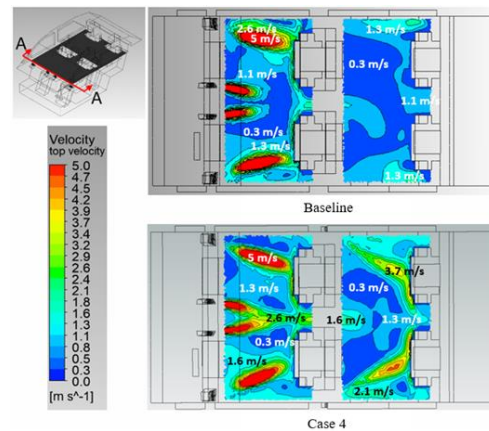 A
A
Velocity
top velocity
5.0
4.7
4.5
4.2
3.9
3.7
3.4
3.2
2.9
2.6
2.4
2.1
1.8
1.6
1.3
1.1
0.8
0.5
0.3
0.0
[m s^-1]
2.6 m/s
5 m/s
1.1 m/s
0.3 m/s
1.3 m/s
1.3 m/s
0.3 m/s
1.1 m/s
1.3 m/s
Baseline
5 m/s
1.3 m/s
2.6 m/s
0.3 m/s
1.6 m/s
3.7 m/s
0.3 m/s
1.6 m/s
1.3 m/s
2.1 m/s
Case 4